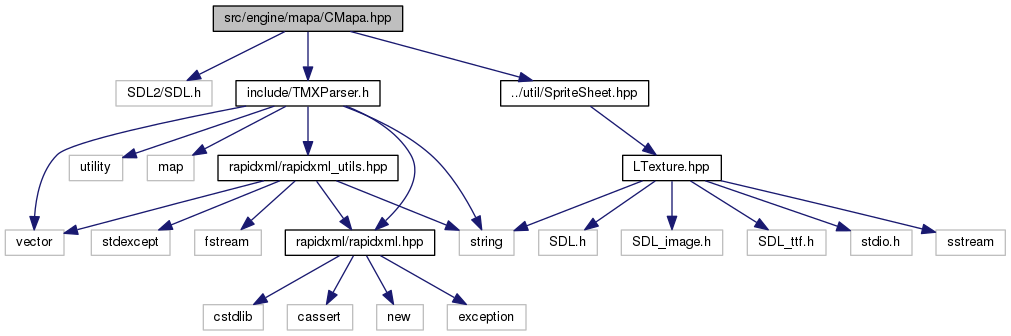 src/engine/mapa/CMapa.hpp
SDL2/SDL.h
include/TMXParser.h
../util/SpriteSheet.hpp
utility
map
rapidxml/rapidxml_utils.hpp
LTexture.hpp
vector
stdexcept
fstream
rapidxml/rapidxml.hpp
string
SDL.h
SDL_image.h
SDL_ttf.h
stdio.h
sstream
cstdlib
cassert
new
exception